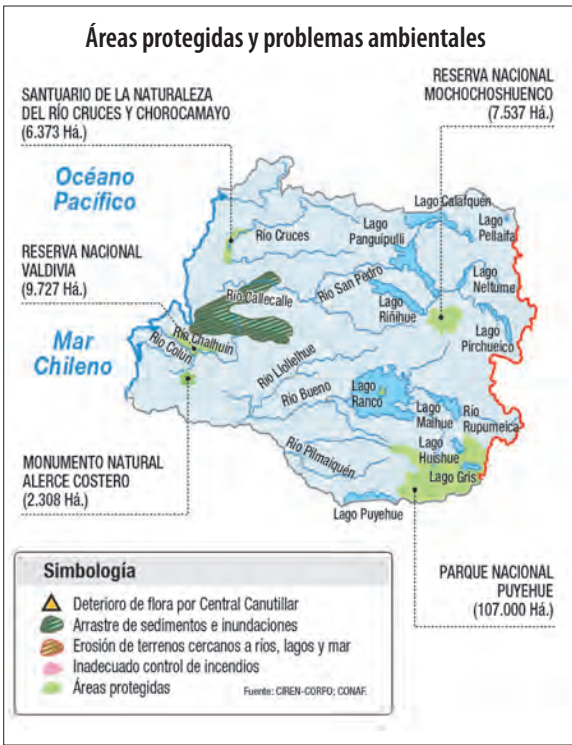 Áreas protegidas y problemas ambientales
RESERVA NACIONAL
MOCHOCHOSHUENCO
(7.537 Há.)
SANTUARIO DE LA NATURALEZA
DEL RÍO CRUCES Y CHOROCAMAYO
(6.373 Há.)
Océano
Pacífico
Lago Calafquén
Lago
Pellaifa
Lago
Panguipulli
Río Cruces
RESERVA NACIONAL
VALDIVIA
(9.727 Há.)
Río San Pedro
Lago
Neltume
Río Callecalle
Lago
Riñihue
Lago
Pirchueico
Mar
Chileno
Río Chalhuín
Río Colún
Río Llollelhue
Río Bueno
Lago
Ranco
Lago
Maihue
Río
Rupumeica
Lago
Huishue
Lago Gris
Río Pilmaiquén
Lago Puyehue
MONUMENTO NATURAL
ALERCE COSTERO
(2.308 Há.)
PARQUE NACIONAL
PUYEHUE
(107.000 Há.)
Simbología
Deterioro de flora por Central Canutillar
Arrastre de sedimentos e inundaciones
Erosión de terrenos cercanos a ríos, lagos y mar
Inadecuado control de incendios
Áreas protegidas
Fuente: CIREN-CORFO; CONAF.